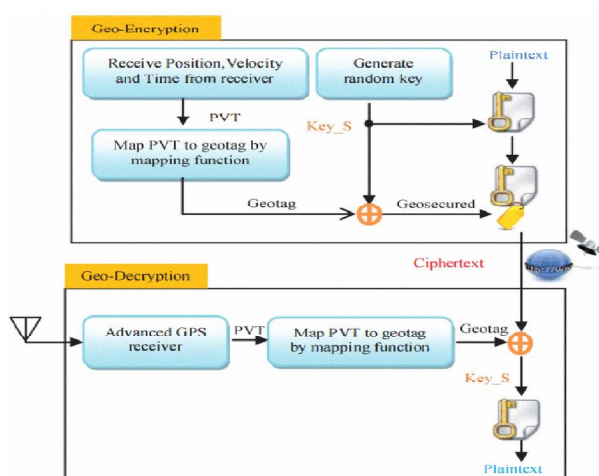 Geo-Encryption
Receive Position, Velocity
and Time from receiver
Generate
random key
Plaintext
PVT
Key_S
Map PVT to geotag by
mapping function
Geotag
Geosecured
Ciphertext
Geo-Decryption
Advanced GPS
receiver
PVT
Map PVT to geotag
by mapping function
Geotag
Key_S
Plaintext